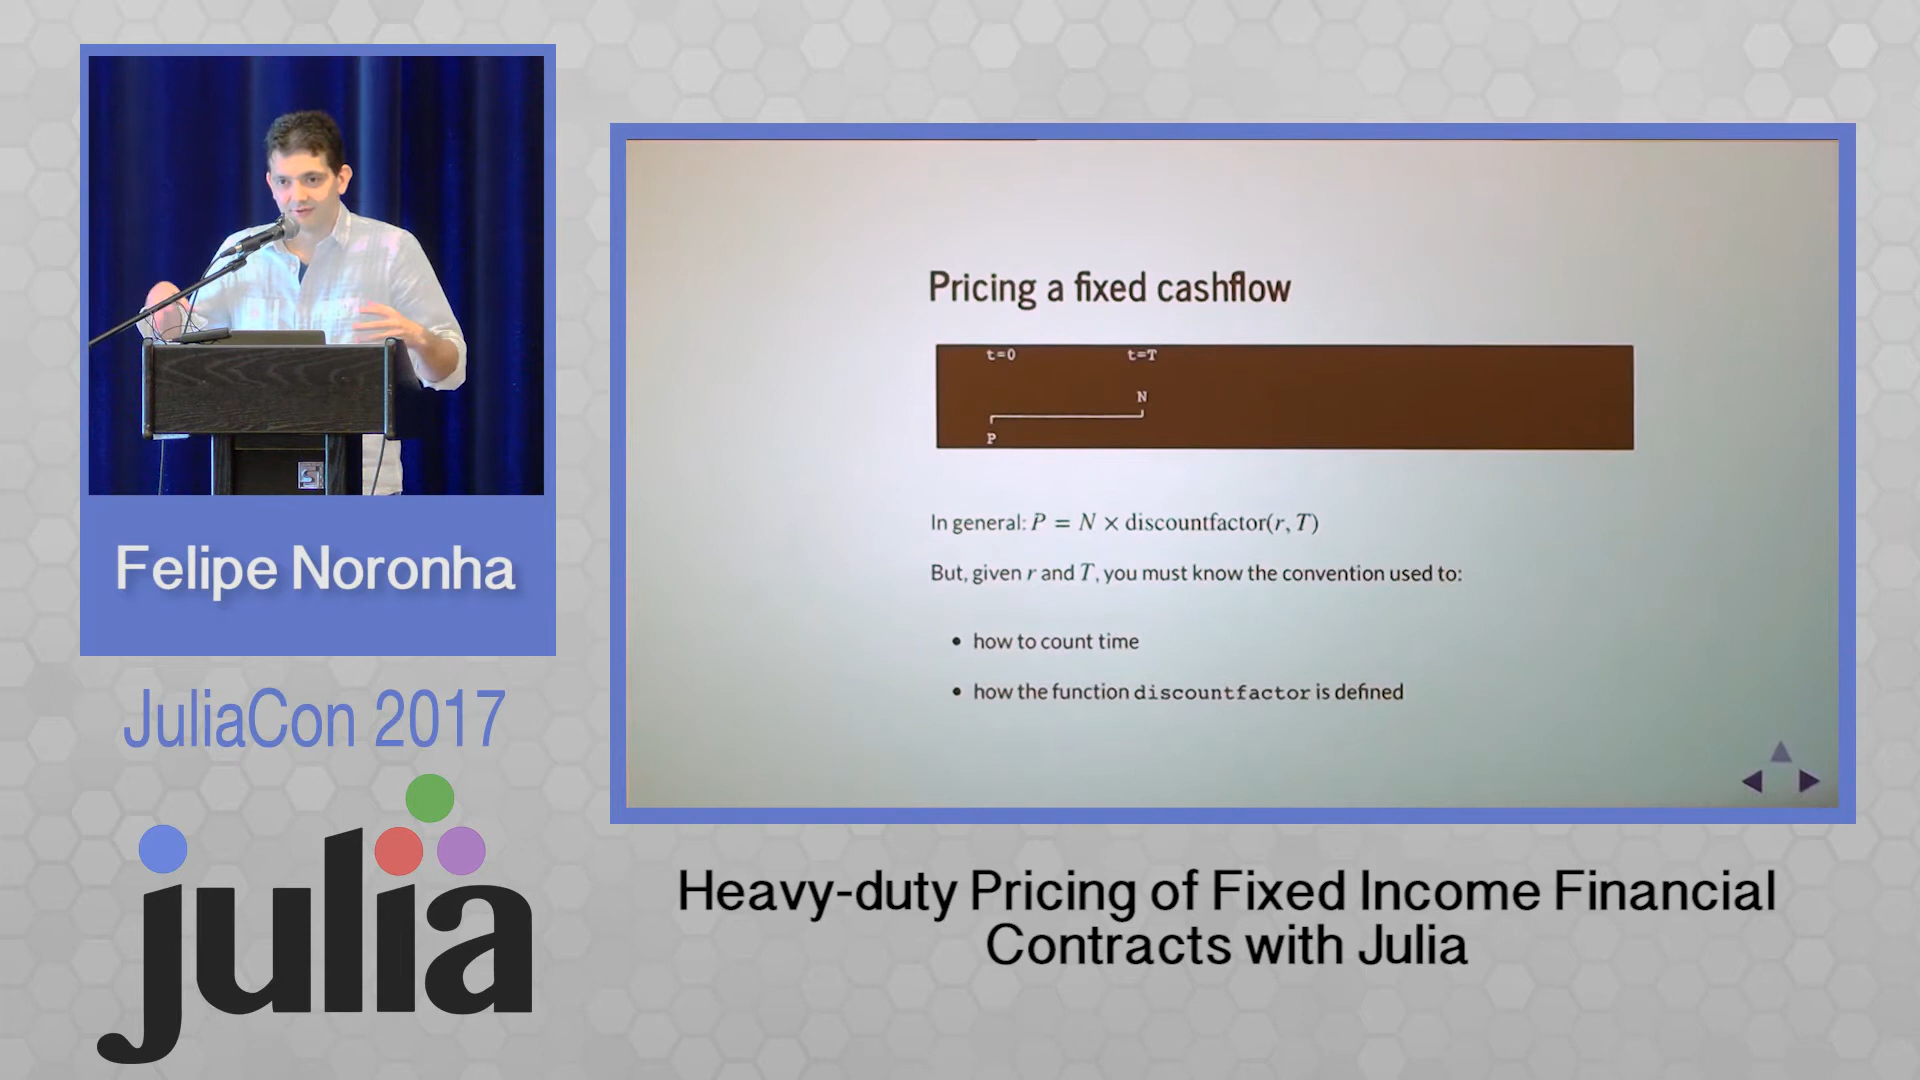 Felipe Noronha
JuliaCon 2017
julia
Pricing a fixed cashflow
t=0 t=T
N
P
In general: P = N × discountfactor(r, T)
But, given r and T, you must know the convention used to:
• how to count time
• how the function discountfactor is defined
Heavy-duty Pricing of Fixed Income Financial
Contracts with Julia